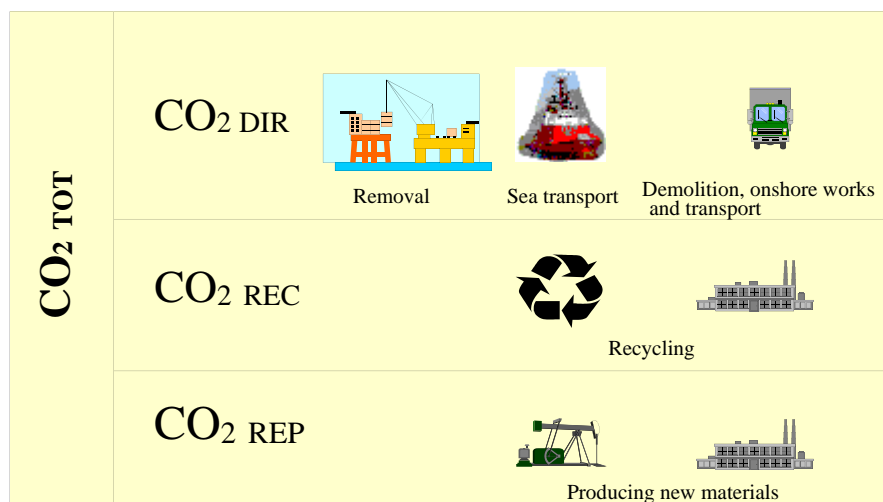 CO2 TOT
CO2 DIR
Removal
Sea transport
Demolition, onshore works
and transport
CO2 REC
Recycling
CO2 REP
Producing new materials